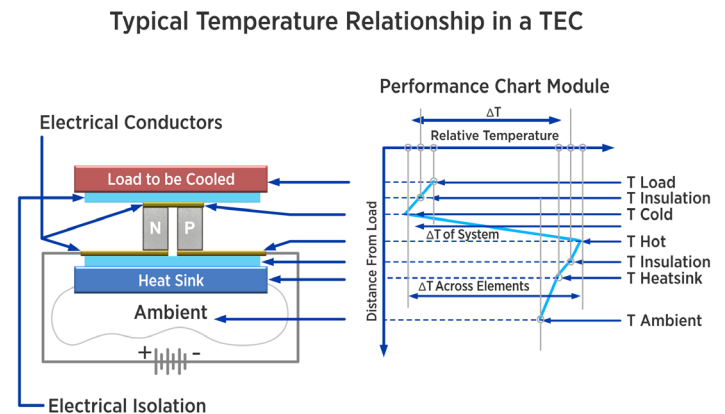 Typical Temperature Relationship in a TEC
Performance Chart Module
Electrical Conductors
ΔT
Relative Temperature
Load to be Cooled
N P
Heat Sink
Ambient
+ -
Electrical Isolation
Distance From Load
ΔT of System
ΔT Across Elements
T Load
T Insulation
T Cold
T Hot
T Insulation
T Heatsink
T Ambient